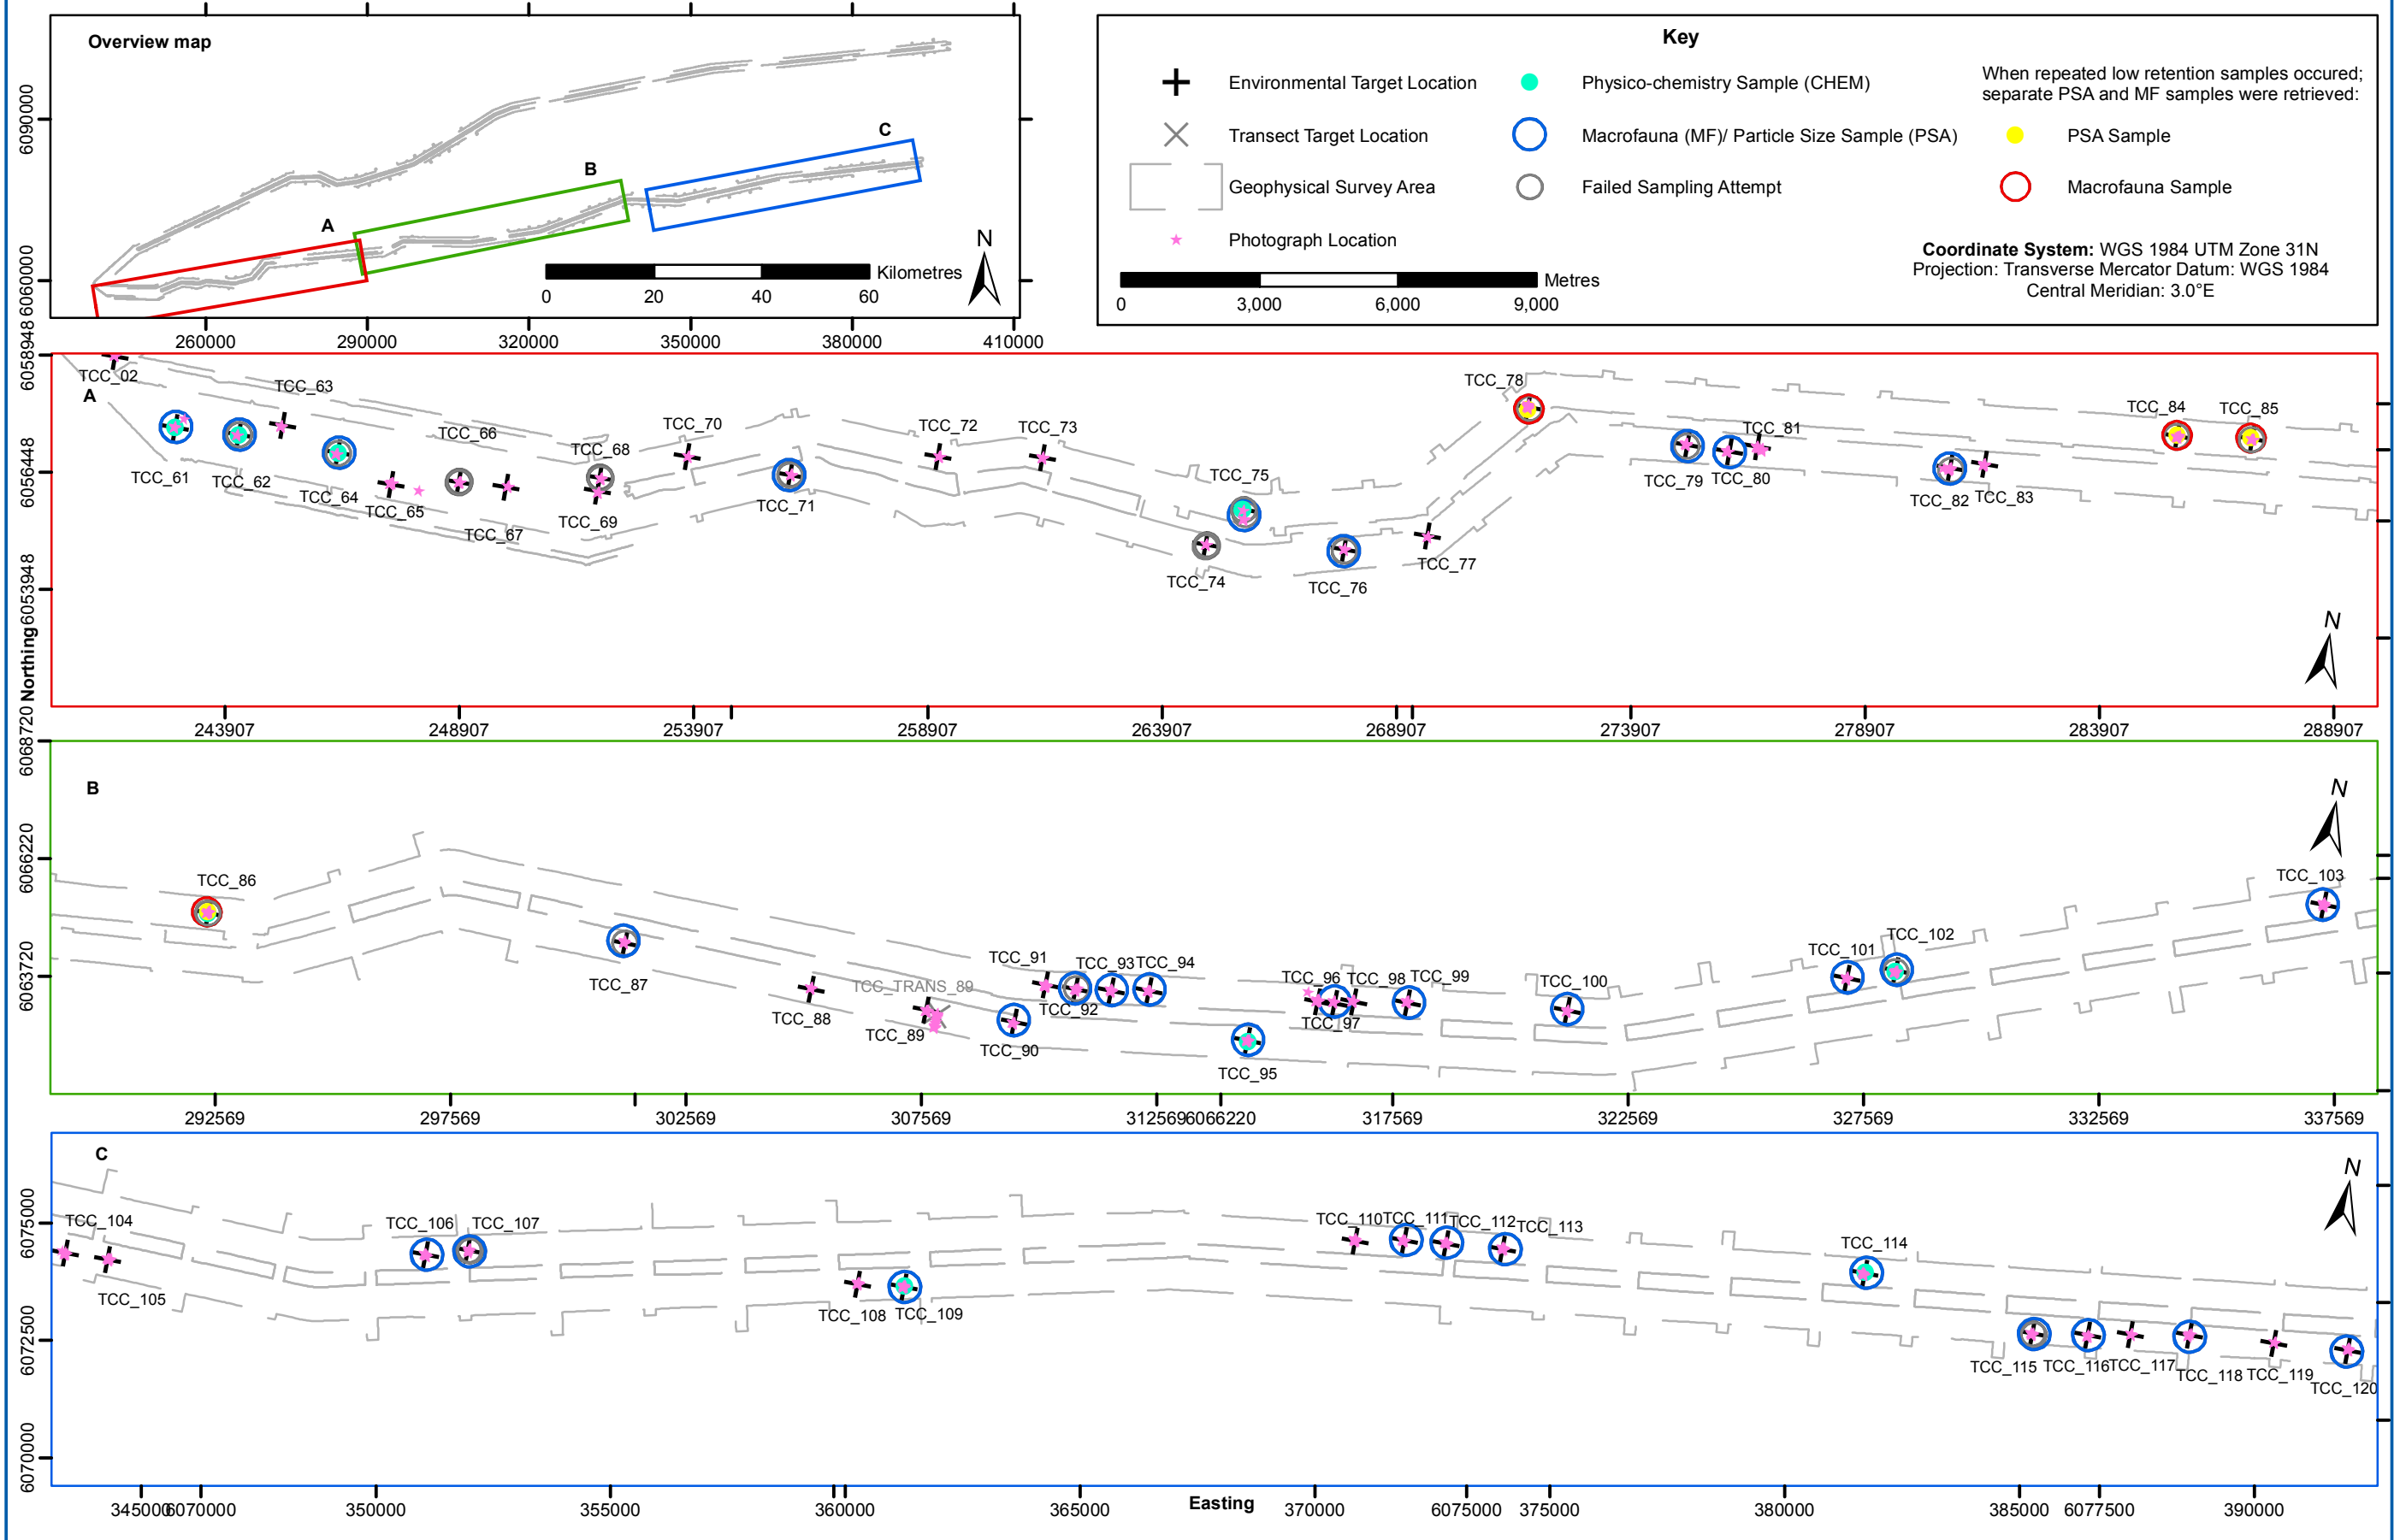 Overview map
A
B
C
N
Kilometres
0 20 40 60
6090000
6060000
260000 290000 320000 350000 380000 410000
Key
Environmental Target Location
Transect Target Location
Geophysical Survey Area
Photograph Location
Physico-chemistry Sample (CHEM)
Macrofauna (MF)/ Particle Size Sample (PSA)
Failed Sampling Attempt
When repeated low retention samples occured;
separate PSA and MF samples were retrieved:
PSA Sample
Macrofauna Sample
Metres
0 3,000 6,000 9,000
Coordinate System: WGS 1984 UTM Zone 31N
Projection: Transverse Mercator Datum: WGS 1984
Central Meridian: 3.0°E
6058948
6056448
6053948
Northing
A
TCC_02
TCC_61
TCC_62
TCC_63
TCC_64
TCC_65
TCC_66
TCC_67
TCC_68
TCC_69
TCC_70
TCC_71
TCC_72
TCC_73
TCC_74
TCC_75
TCC_76
TCC_77
TCC_78
TCC_79
TCC_80
TCC_81
TCC_82
TCC_83
TCC_84
TCC_85
N
243907 248907 253907 258907 263907 268907 273907 278907 283907 288907
6068720
6066220
6063720
B
TCC_86
TCC_87
TCC_88
TCC_TRANS_89
TCC_89
TCC_90
TCC_91
TCC_92
TCC_93
TCC_94
TCC_95
TCC_96
TCC_97
TCC_98
TCC_99
TCC_100
TCC_101
TCC_102
TCC_103
N
292569 297569 302569 307569 312569 6066220 317569 322569 327569 332569 337569
6075000
6072500
6070000
C
TCC_104
TCC_105
TCC_106
TCC_107
TCC_108
TCC_109
TCC_110
TCC_111
TCC_112
TCC_113
TCC_114
TCC_115
TCC_116
TCC_117
TCC_118
TCC_119
TCC_120
N
345000 6070000 350000 355000 360000 365000 370000 6075000 375000 380000 385000 6077500 390000
Easting